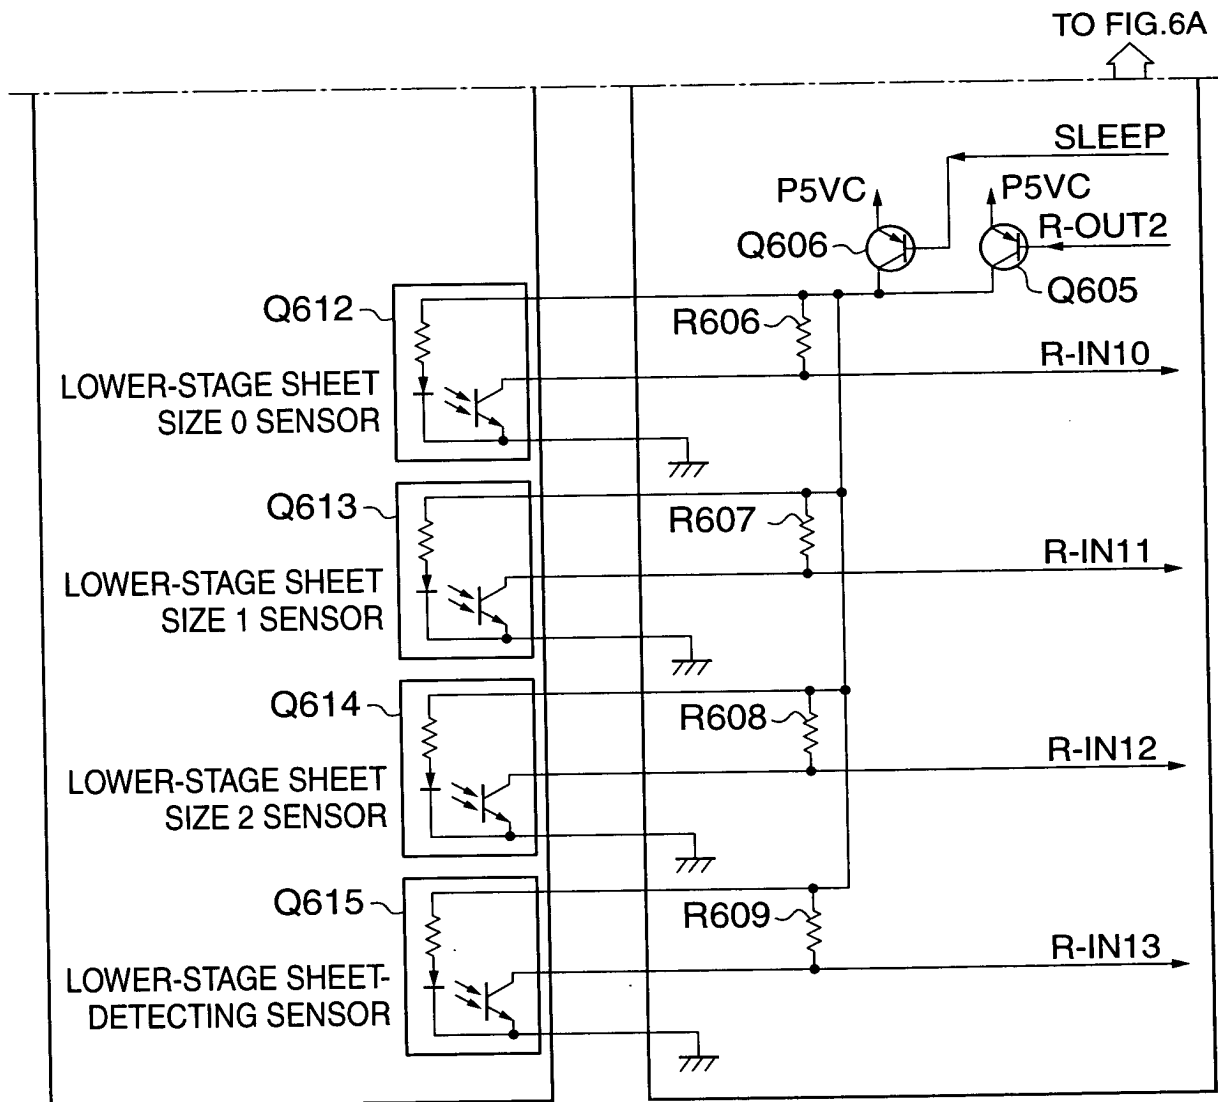 TO FIG.6A
SLEEP
P5VC
P5VC
R-OUT2
Q606
Q605
Q612
R606
R-IN10
LOWER-STAGE SHEET
SIZE 0 SENSOR
Q613
R607
R-IN11
LOWER-STAGE SHEET
SIZE 1 SENSOR
Q614
R608
R-IN12
LOWER-STAGE SHEET
SIZE 2 SENSOR
Q615
R609
R-IN13
LOWER-STAGE SHEET-
DETECTING SENSOR